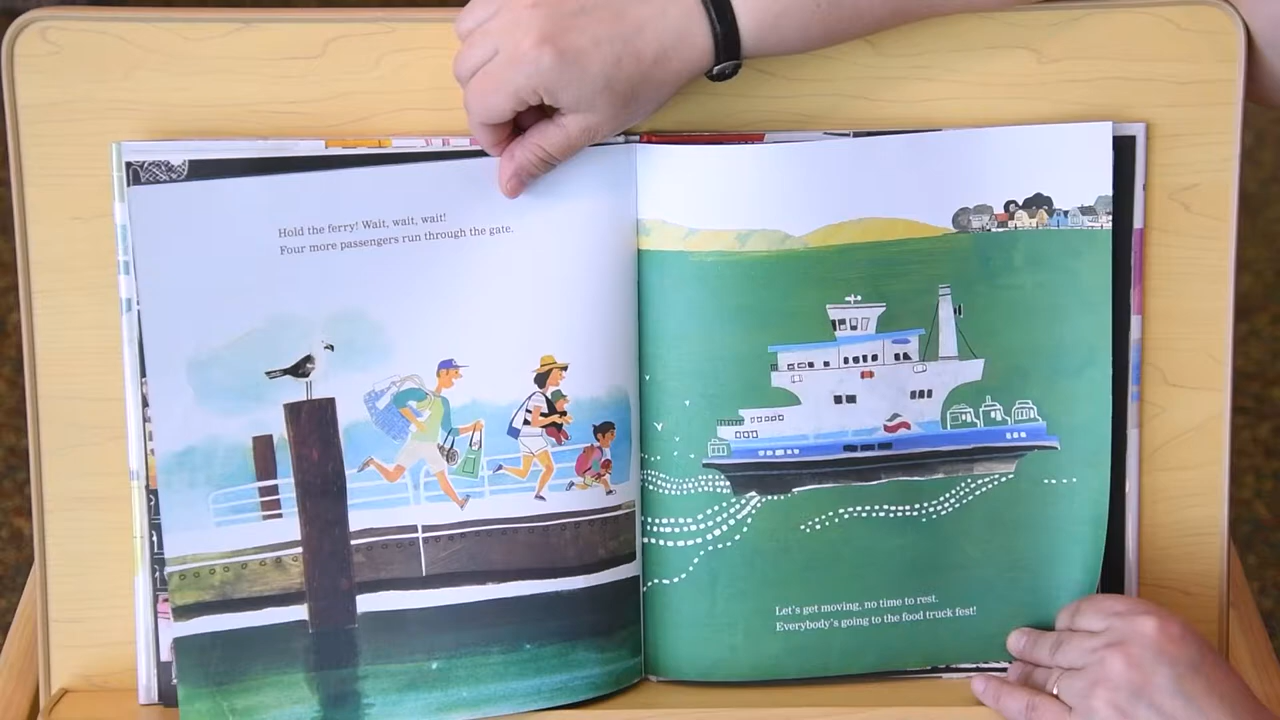 Hold the ferry! Wait, wait, wait!
Four more passengers run through the gate.
Let's get moving, no time to rest.
Everybody's going to the food truck fest!